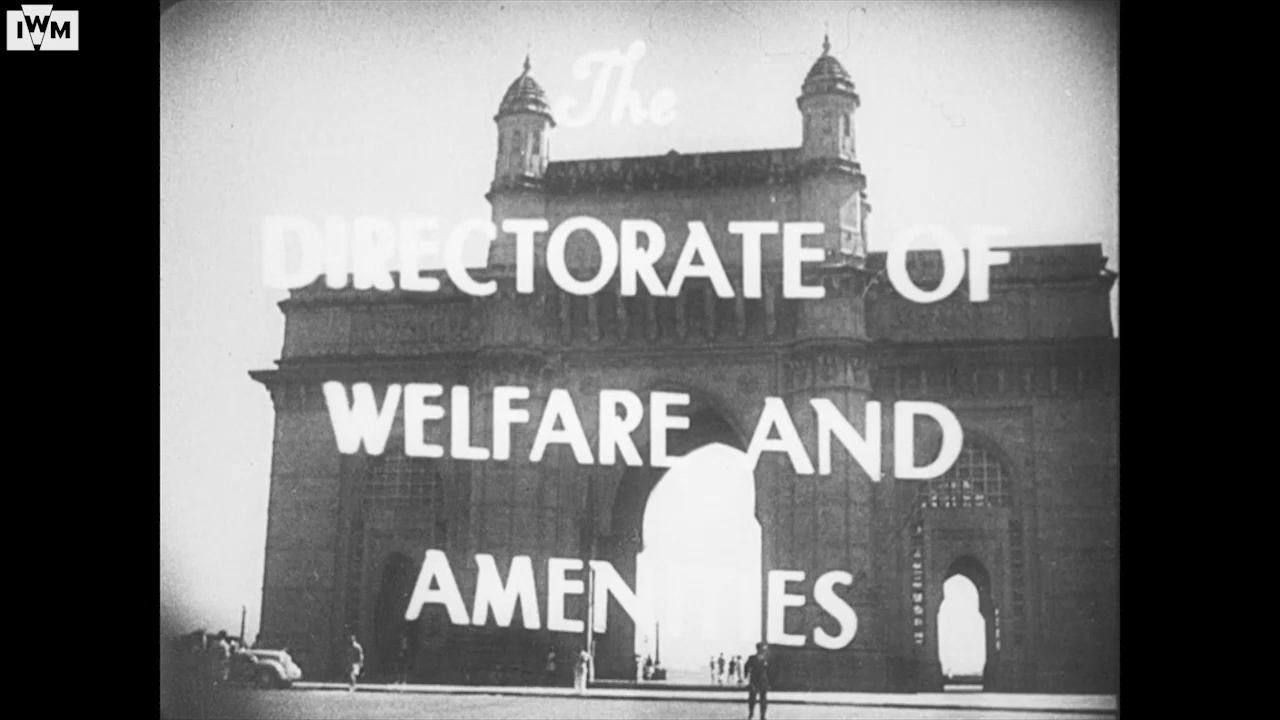 IWM
The
DIRECTORATE OF
WELFARE AND
AMENITIES